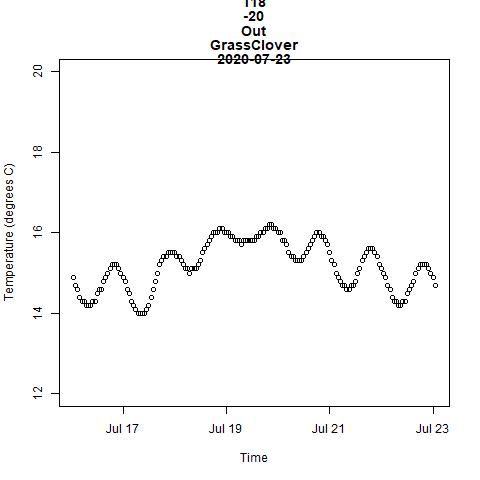 T18
-20
Out
GrassClover
2020-07-23
Temperature (degrees C)
20
18
16
14
12
Jul 17
Jul 19
Jul 21
Jul 23
Time